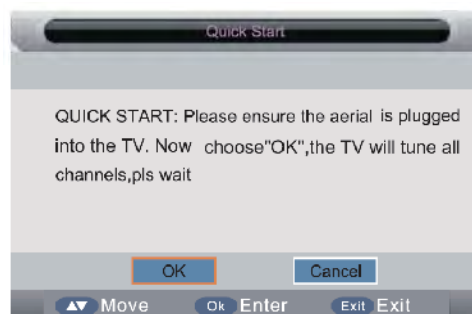 Quick Start
QUICK START: Please ensure the aerial is plugged
into the TV. Now choose"OK",the TV will tune all
channels,pls wait
OK Cancel
▲▼ Move Ok Enter Exit Exit